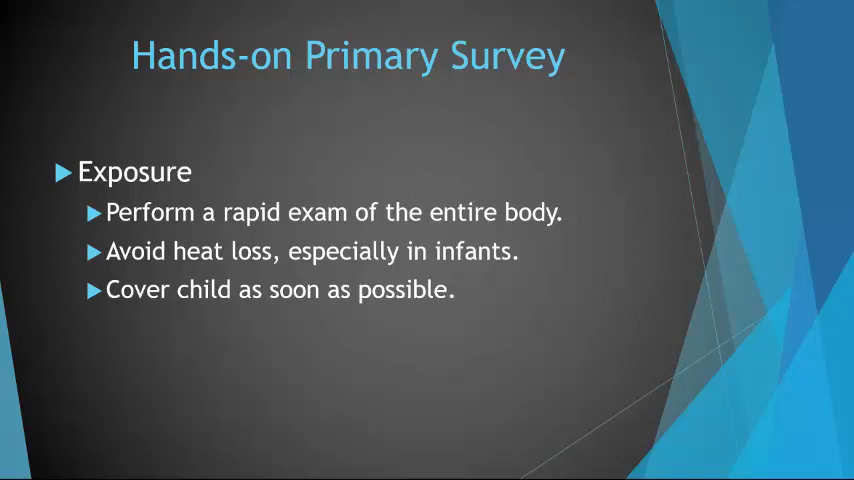 Hands-on Primary Survey
Exposure
Perform a rapid exam of the entire body.
Avoid heat loss, especially in infants.
Cover child as soon as possible.